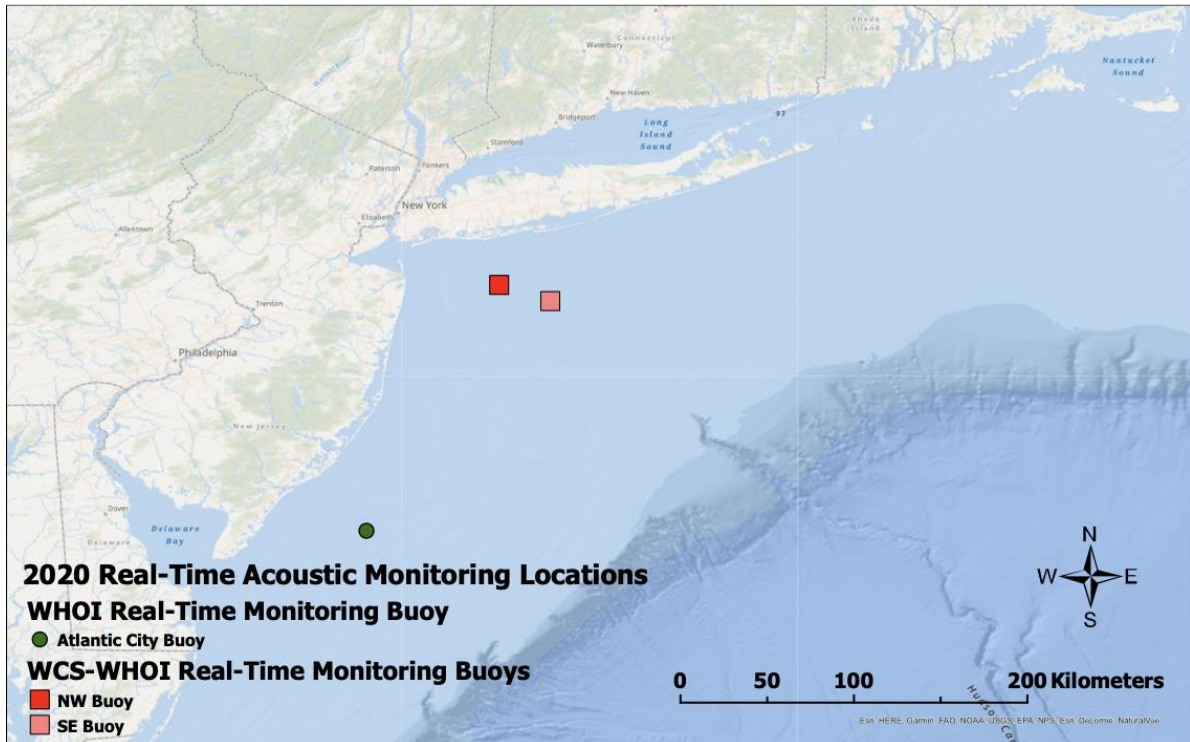 Rhode
Island
Connecticut
Waterbury
Nantucket
Sound
New Haven
Bridgeport
Long
Island
Sound
93
Stamford
Yonkers
Paterson
New York
Elizabeth
Allentown
Trenton
Philadelphia
New Jersey
Dover
Delaware
Bay
Delaware
N
W
E
S
2020 Real-Time Acoustic Monitoring Locations
WHOI Real-Time Monitoring Buoy
Atlantic City Buoy
WCS-WHOI Real-Time Monitoring Buoys
NW Buoy
SE Buoy
0 50 100 200 Kilometers
Esri, HERE, Garmin, FAO, NOAA, USGS, EPA, NPS, Esri, DeLorme, NaturalVue